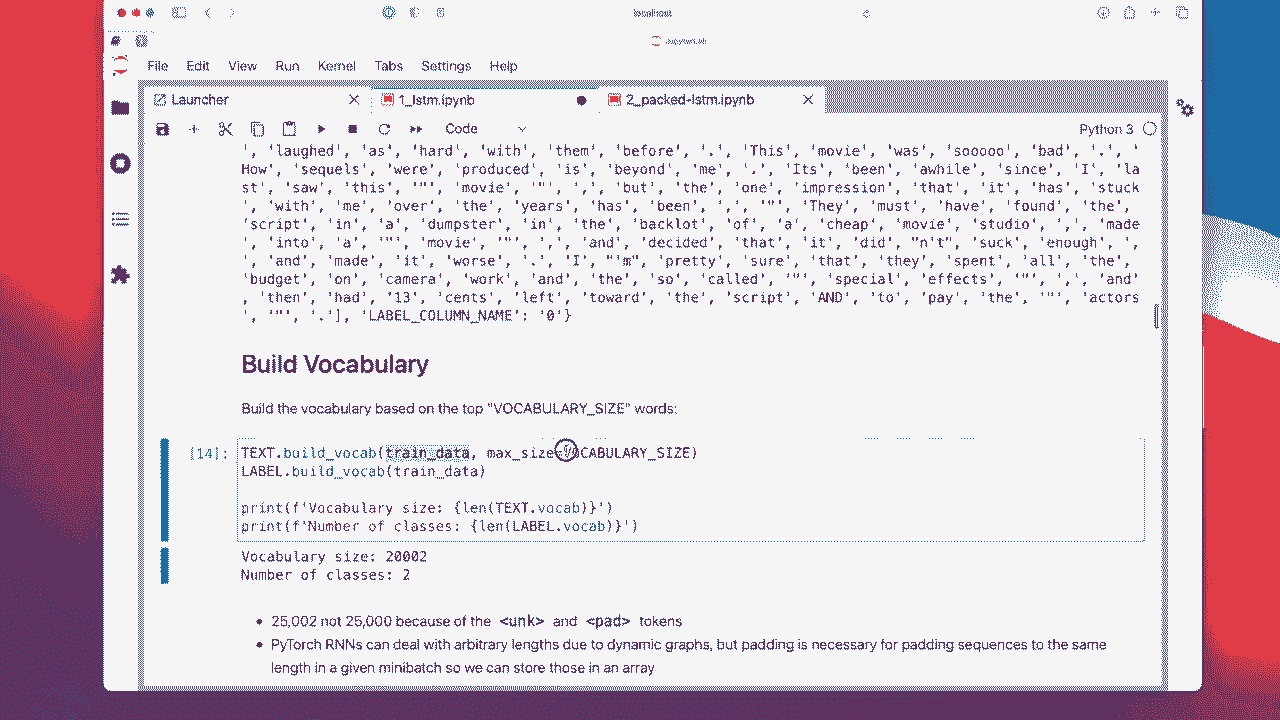 localhost
JupyterLab
File Edit View Run Kernel Tabs Settings Help
Launcher 1_lstm.ipynb 2_packed-lstm.ipynb
Code Python 3
', 'laughed', 'as', 'hard', 'with', 'them', 'before', '.', 'This', 'movie', 'was', 'sooooo', 'bad', '.', '
How', 'sequels', 'were', 'produced', 'is', 'beyond', 'me', '.', 'Its', 'been', 'awhile', 'since', 'I', 'la
st', 'saw', 'this', '"', 'movie', '"', ',', 'but', 'the', 'one', 'impression', 'that', 'it', 'has', 'stuck
', 'with', 'me', 'over', 'the', 'years', 'has', 'been', ',', '"', 'They', 'must', 'have', 'found', 'the',
'script', 'in', 'a', 'dumpster', 'in', 'the', 'backlot', 'of', 'a', 'cheap', 'movie', 'studio', ',', 'made
', 'into', 'a', '"', 'movie', '"', ',', 'and', 'decided', 'that', 'it', 'did', "n't", 'suck', 'enough', ',
', 'and', 'made', 'it', 'worse', '.', 'I', "'m", 'pretty', 'sure', 'that', 'they', 'spent', 'all', 'the',
'budget', 'on', 'camera', 'work', 'and', 'the', 'so', 'called', '"', 'special', 'effects', '"', ',', 'and'
, 'then', 'had', '13', 'cents', 'left', 'toward', 'the', 'script', 'AND', 'to', 'pay', 'the', '"', 'actors
', '"', '.'], 'LABEL_COLUMN_NAME': '0'}
Build Vocabulary
Build the vocabulary based on the top "VOCABULARY_SIZE" words:
[14]: TEXT.build_vocab(train_data, max_size=VOCABULARY_SIZE)
LABEL.build_vocab(train_data)
print(f'Vocabulary size: {len(TEXT.vocab)}')
print(f'Number of classes: {len(LABEL.vocab)}')
Vocabulary size: 20002
Number of classes: 2
• 25,002 not 25,000 because of the <unk> and <pad> tokens
• PyTorch RNNs can deal with arbitrary lengths due to dynamic graphs, but padding is necessary for padding sequences to the same
length in a given minibatch so we can store those in an array